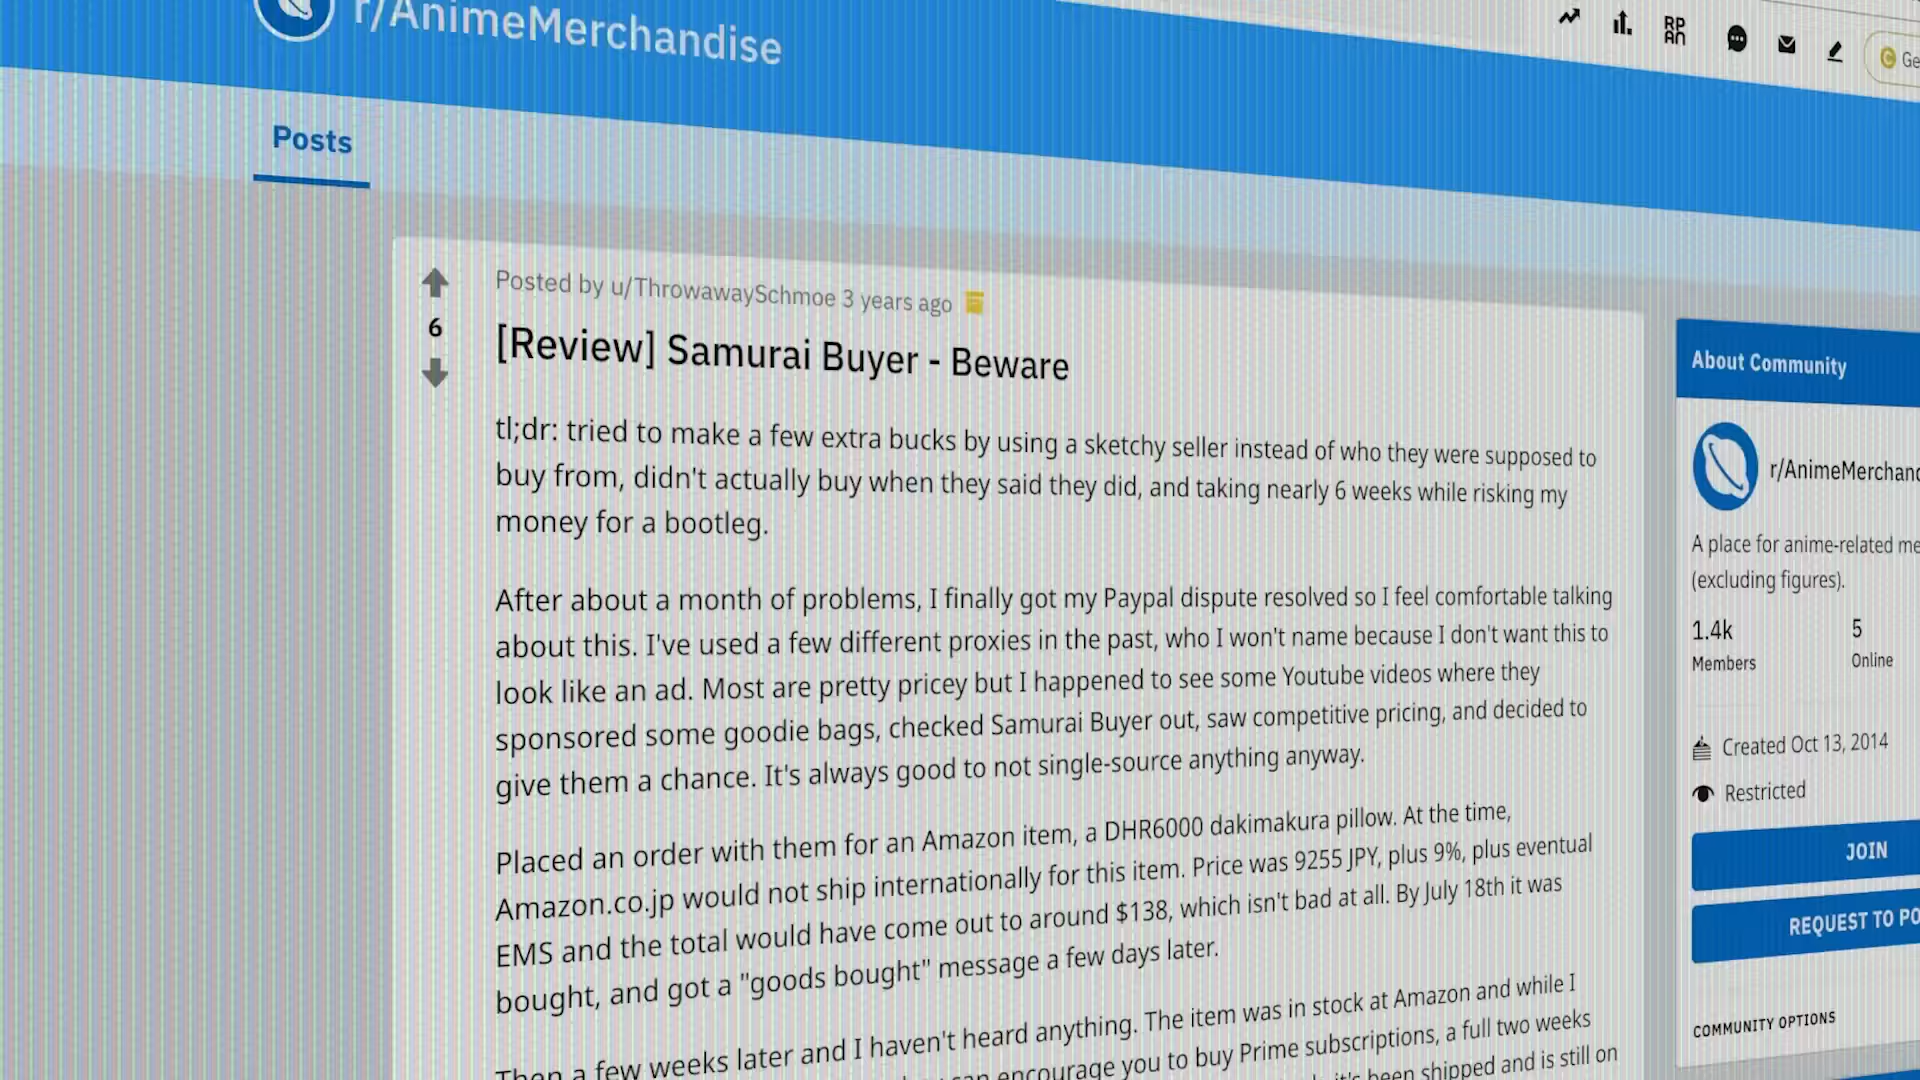 r/AnimeMerchandise
RPAN
Ge
Posts
Posted by u/ThrowawaySchmoe 3 years ago
6
[Review] Samurai Buyer - Beware
tl;dr: tried to make a few extra bucks by using a sketchy seller instead of who they were supposed to
buy from, didn't actually buy when they said they did, and taking nearly 6 weeks while risking my
money for a bootleg.
After about a month of problems, I finally got my Paypal dispute resolved so I feel comfortable talking
about this. I've used a few different proxies in the past, who I won't name because I don't want this to
look like an ad. Most are pretty pricey but I happened to see some Youtube videos where they
sponsored some goodie bags, checked Samurai Buyer out, saw competitive pricing, and decided to
give them a chance. It's always good to not single-source anything anyway.
Placed an order with them for an Amazon item, a DHR6000 dakimakura pillow. At the time,
Amazon.co.jp would not ship internationally for this item. Price was 9255 JPY, plus 9%, plus eventual
EMS and the total would have come out to around $138, which isn't bad at all. By July 18th it was
bought, and got a "goods bought" message a few days later.
Then a few weeks later and I haven't heard anything. The item was in stock at Amazon and while I
can encourage you to buy Prime subscriptions, a full two weeks
it's been shipped and is still on
About Community
r/AnimeMerchand
A place for anime-related me
(excluding figures).
1.4k 5
Members Online
Created Oct 13, 2014
Restricted
JOIN
REQUEST TO PO
COMMUNITY OPTIONS